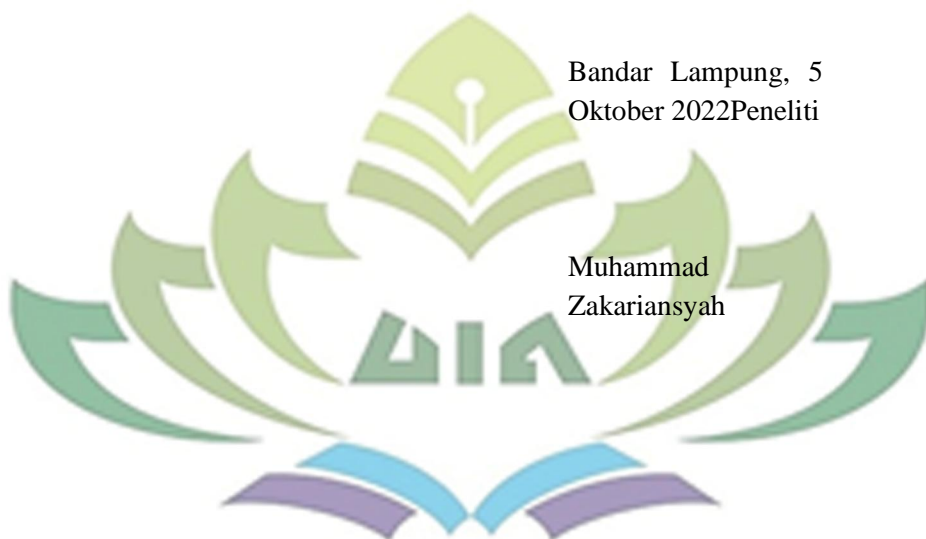 Bandar Lampung, 5
Oktober 2022Peneliti
Muhammad
Zakariansyah
UIN